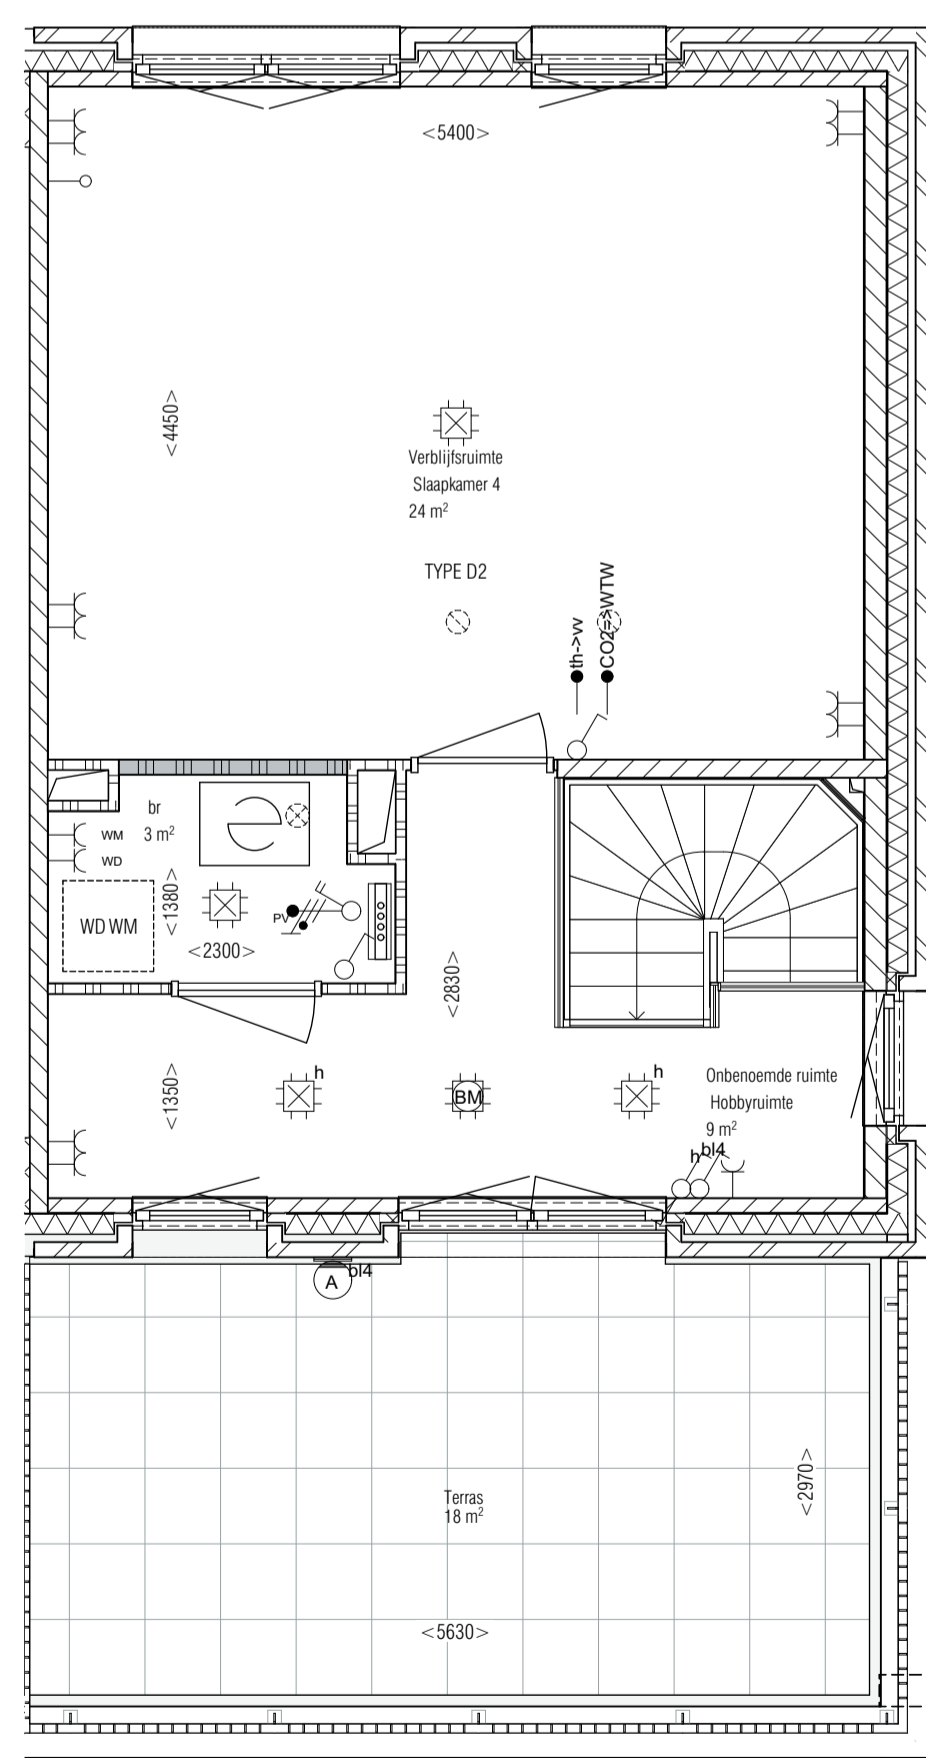 <5400>
<4450>
Verblijfsruimte
Slaapkamer 4
24 m²
TYPE D2
th->vv
CO2=>WTW
br
3 m²
WM
WD
<1380>
PV
WD WM
<2300>
<2830>
<1350>
h
BM
h
Onbenoemde ruimte
Hobbyruimte
9 m²
h
bl4
A
bl4
Terras
18 m²
<2970>
<5630>